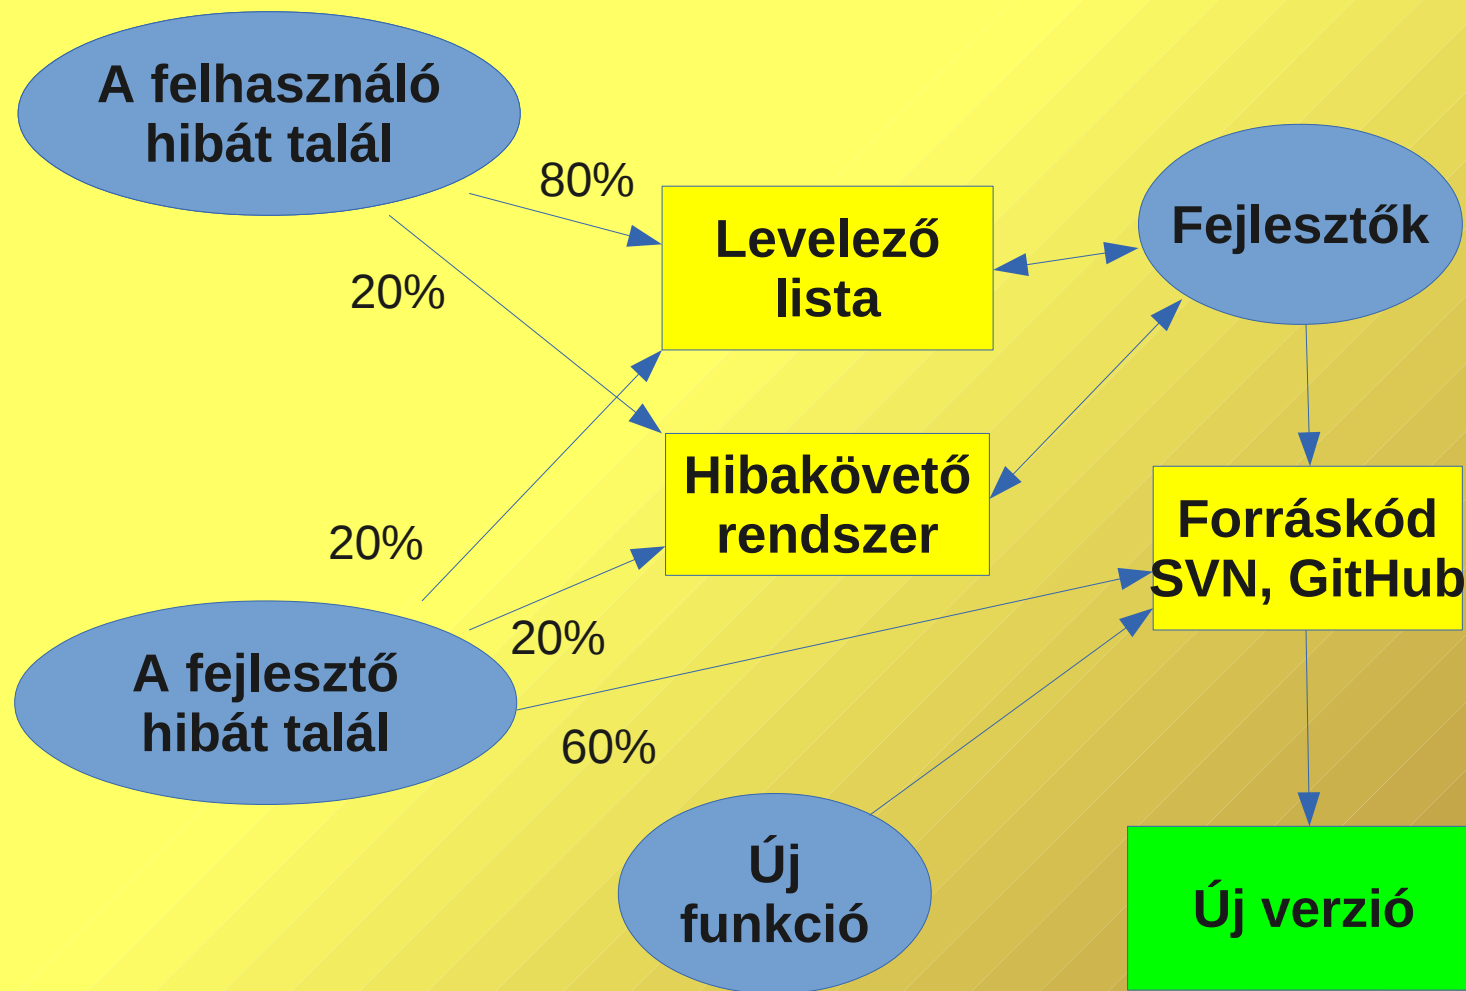 A felhasználó
hibát talál
80%
20%
Levelező
lista
Fejlesztők
Hibakövető
rendszer
Forráskód
SVN, GitHub
20%
20%
A fejlesztő
hibát talál
60%
Új
funkció
Új verzió